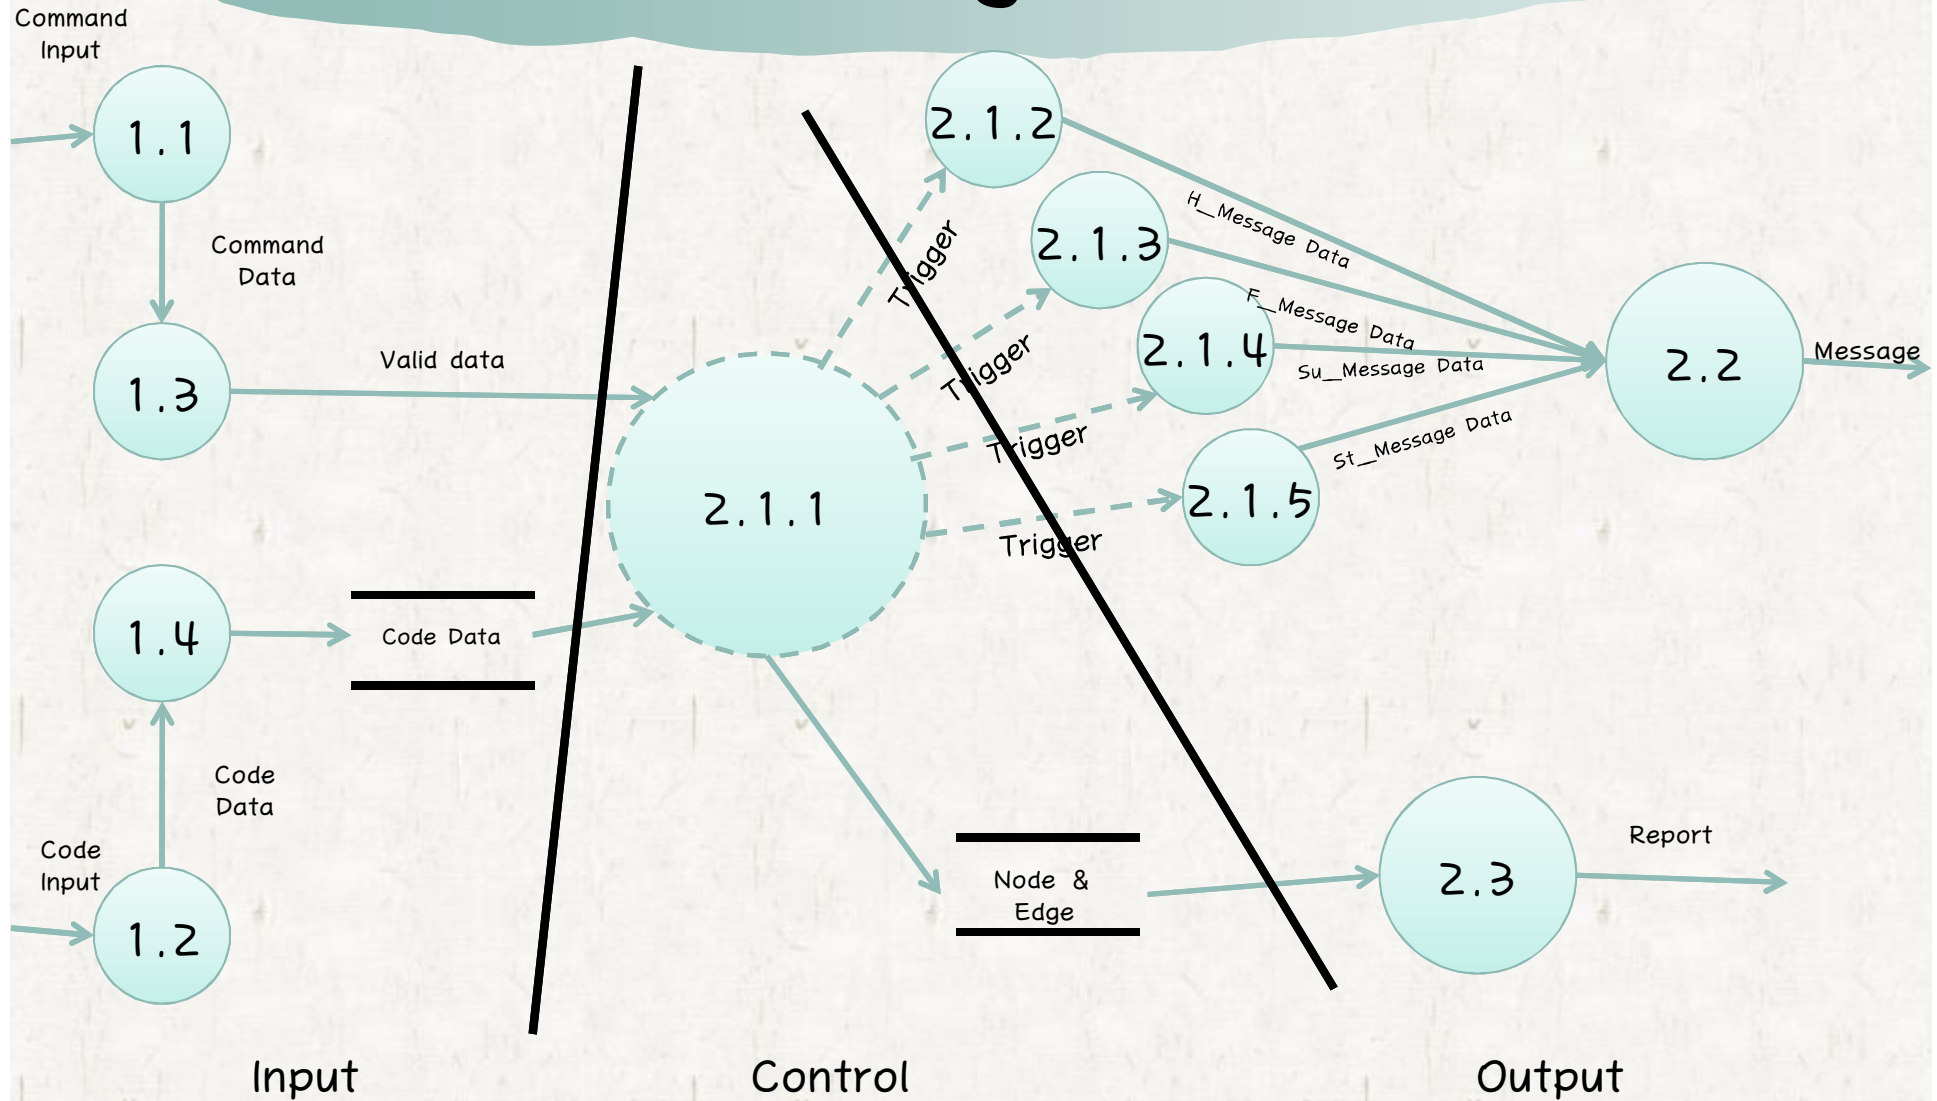 Command
Input
1.1
Command
Data
Valid data
1.3
1.4
Code Data
Code
Data
Code
Input
1.2
2.1.1
Trigger
Trigger
Trigger
Trigger
2.1.2
2.1.3
2.1.4
2.1.5
H_Message Data
F_Message Data
Su_Message Data
St_Message Data
2.2
Message
Node &
Edge
2.3
Report
Input
Control
Output